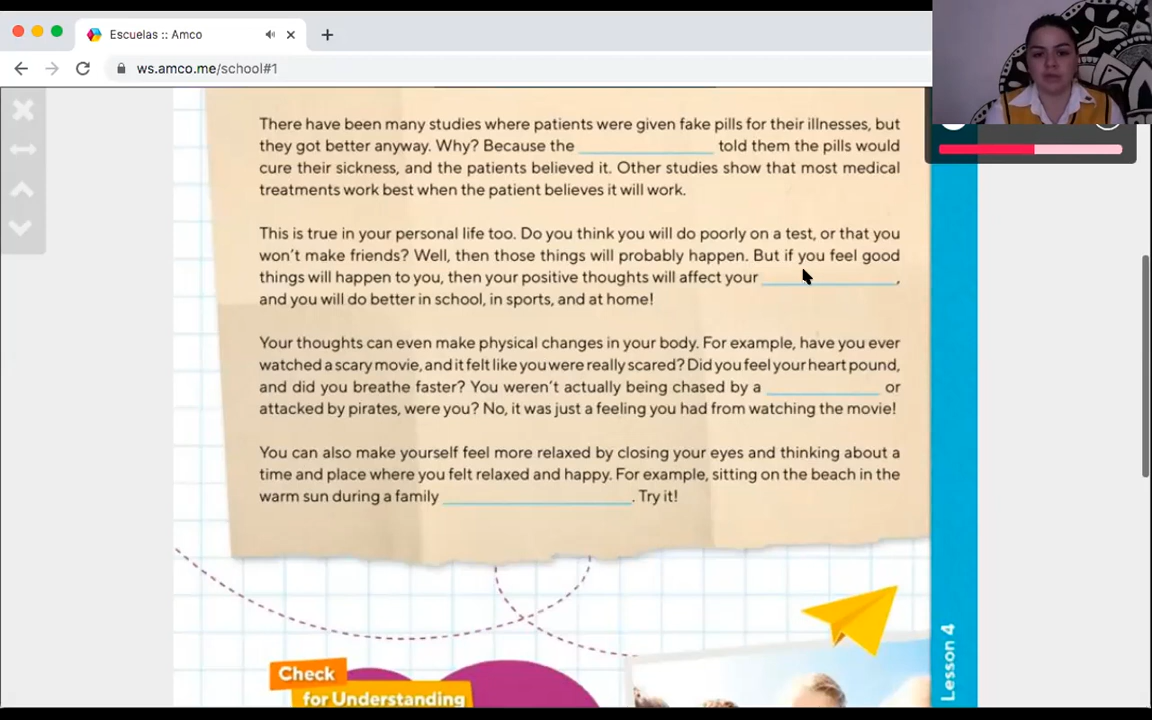 Escuelas :: Amco
ws.amco.me/school#1
There have been many studies where patients were given fake pills for their illnesses, but
they got better anyway. Why? Because the ____ told them the pills would
cure their sickness, and the patients believed it. Other studies show that most medical
treatments work best when the patient believes it will work.
This is true in your personal life too. Do you think you will do poorly on a test, or that you
won't make friends? Well, then those things will probably happen. But if you feel good
things will happen to you, then your positive thoughts will affect your ____,
and you will do better in school, in sports, and at home!
Your thoughts can even make physical changes in your body. For example, have you ever
watched a scary movie, and it felt like you were really scared? Did you feel your heart pound,
and did you breathe faster? You weren't actually being chased by a ____ or
attacked by pirates, were you? No, it was just a feeling you had from watching the movie!
You can also make yourself feel more relaxed by closing your eyes and thinking about a
time and place where you felt relaxed and happy. For example, sitting on the beach in the
warm sun during a family ____. Try it!
Check
for Understanding
Lesson 4